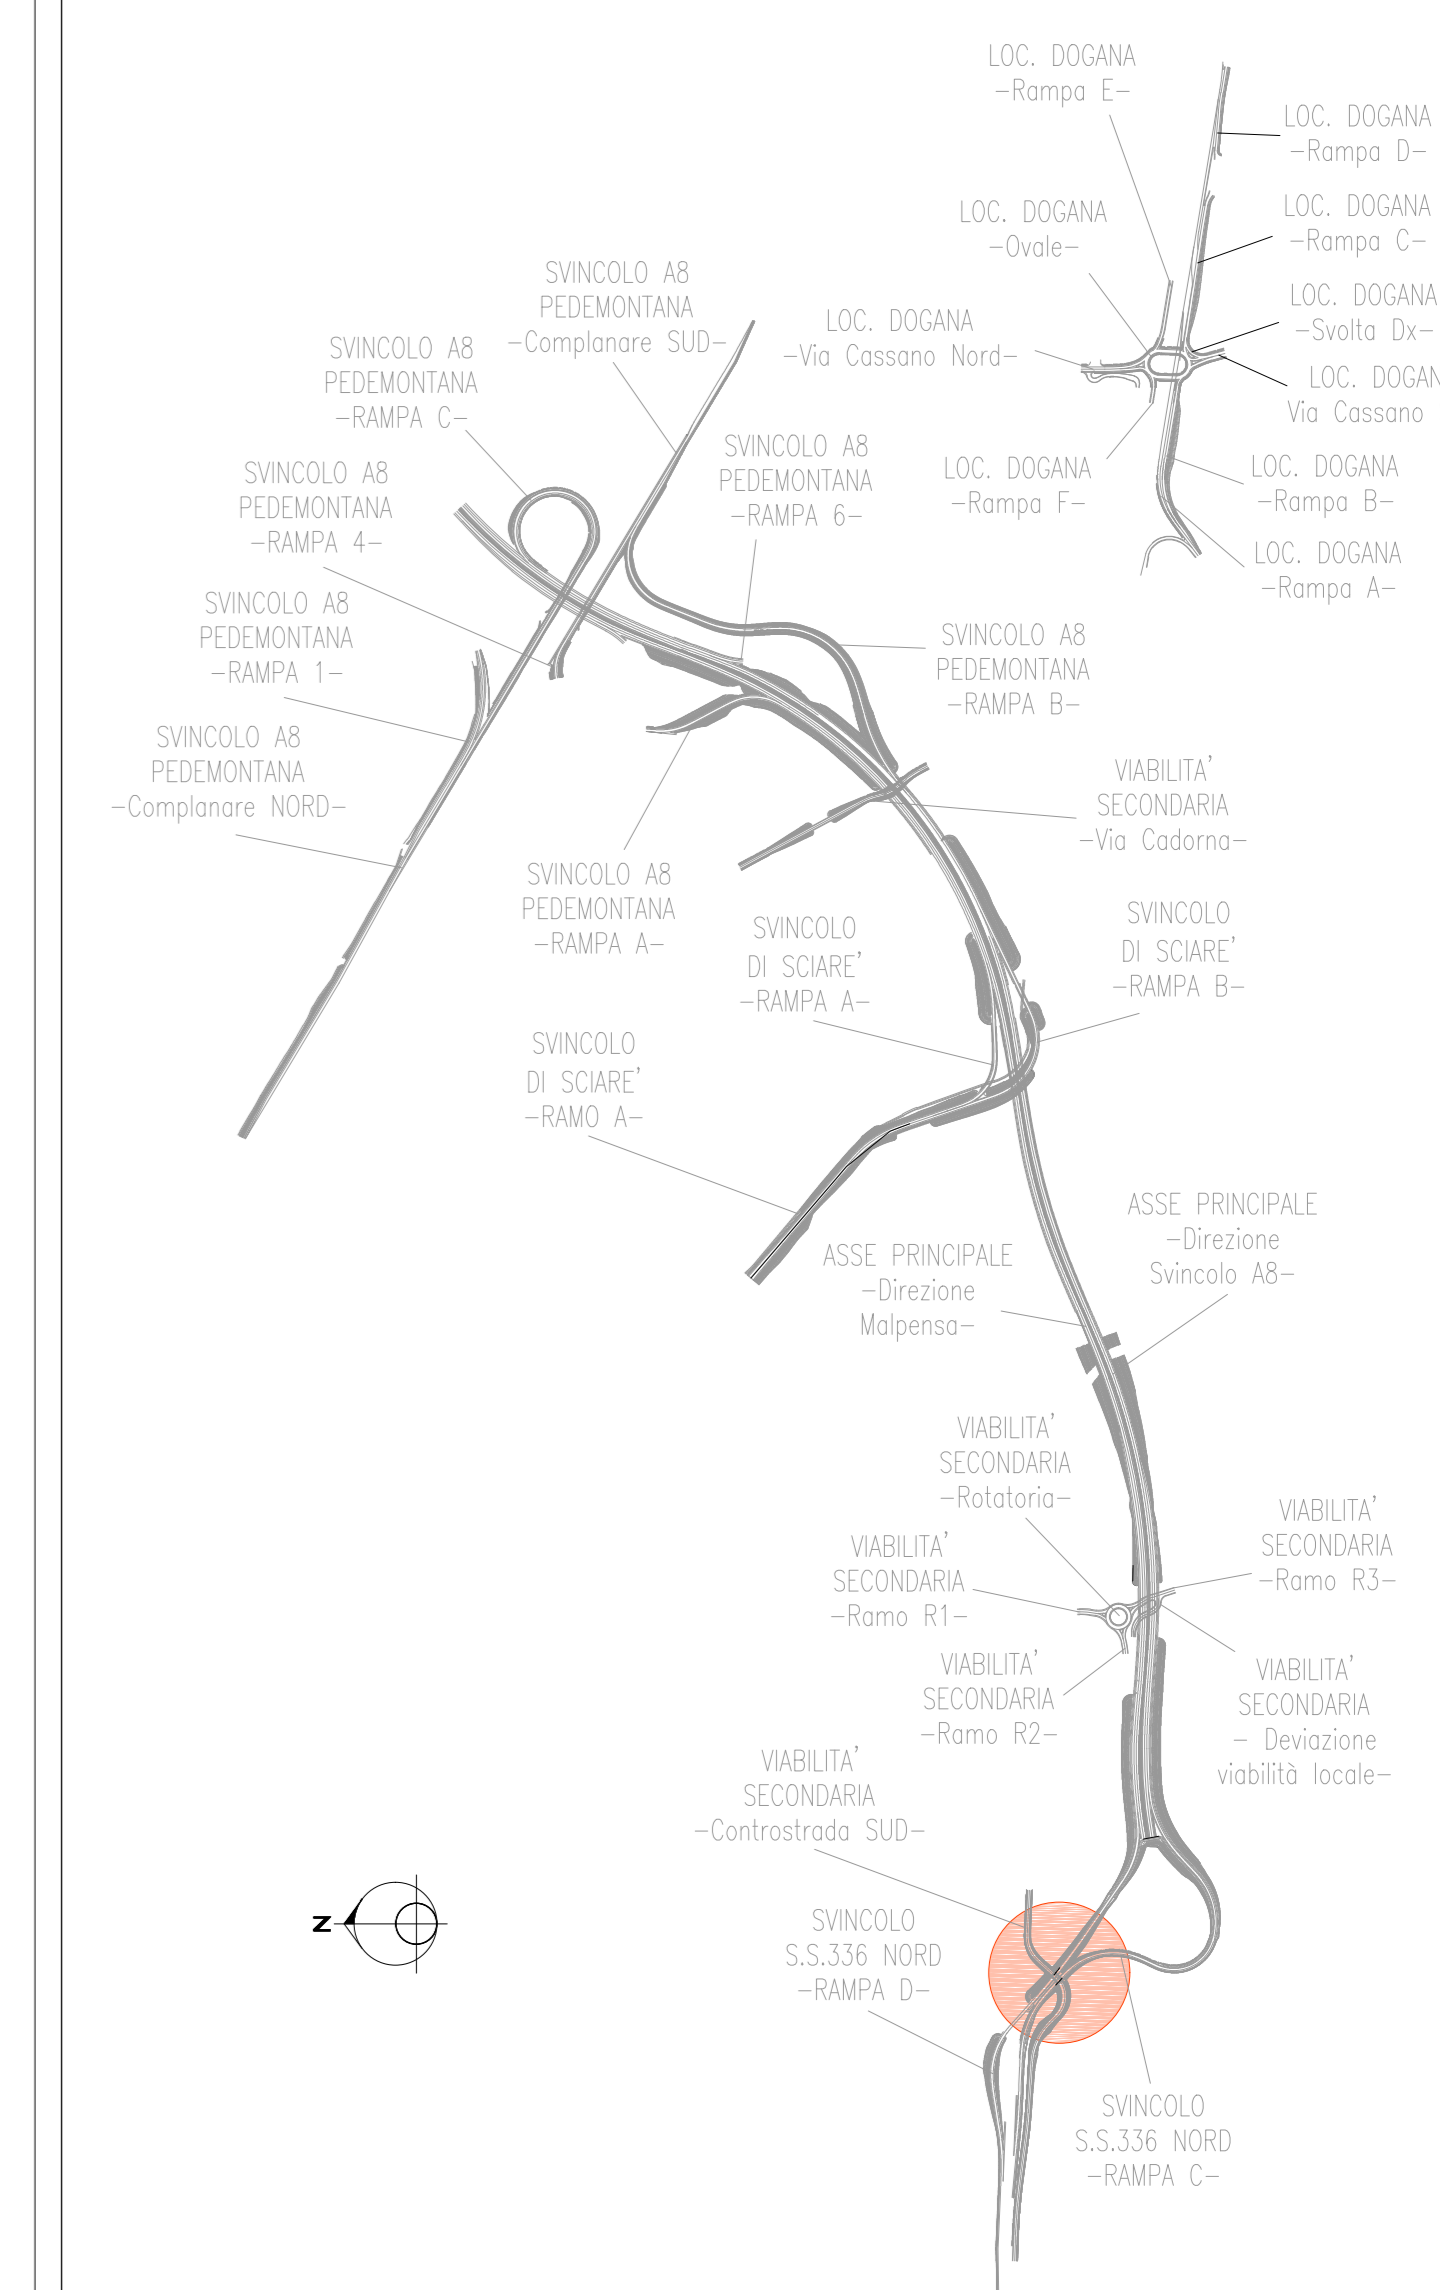 LOC. DOGANA
-Rampa E-
LOC. DOGANA
-Rampa D-
LOC. DOGANA
-Ovale-
LOC. DOGANA
-Rampa C-
SVINCOLO A8
PEDEMONTANA
-Complanare SUD-
LOC. DOGANA
-Svolta Dx-
LOC. DOGANA
-Via Cassano Nord-
SVINCOLO A8
PEDEMONTANA
-RAMPA C-
LOC. DOGAN
Via Cassano
SVINCOLO A8
PEDEMONTANA
-RAMPA 6-
LOC. DOGANA
-Rampa F-
LOC. DOGANA
-Rampa B-
SVINCOLO A8
PEDEMONTANA
-RAMPA 4-
LOC. DOGANA
-Rampa A-
SVINCOLO A8
PEDEMONTANA
-RAMPA 1-
SVINCOLO A8
PEDEMONTANA
-RAMPA B-
SVINCOLO A8
PEDEMONTANA
-Complanare NORD-
VIABILITA'
SECONDARIA
-Via Cadorna-
SVINCOLO A8
PEDEMONTANA
-RAMPA A-
SVINCOLO
DI SCIARE'
-RAMPA A-
SVINCOLO
DI SCIARE'
-RAMPA B-
SVINCOLO
DI SCIARE'
-RAMO A-
ASSE PRINCIPALE
-Direzione
Svincolo A8-
ASSE PRINCIPALE
-Direzione
Malpensa-
VIABILITA'
SECONDARIA
-Rotatoria-
VIABILITA'
SECONDARIA
-Ramo R3-
VIABILITA'
SECONDARIA
-Ramo R1-
VIABILITA'
SECONDARIA
-Ramo R2-
VIABILITA'
SECONDARIA
- Deviazione
viabilità locale-
VIABILITA'
SECONDARIA
-Controstrada SUD-
N
SVINCOLO
S.S.336 NORD
-RAMPA D-
SVINCOLO
S.S.336 NORD
-RAMPA C-